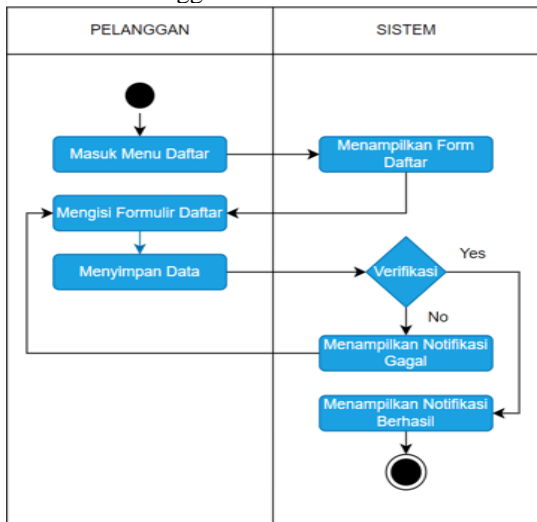 PELANGGAN
SISTEM
Masuk Menu Daftar
Menampilkan Form
Daftar
Mengisi Formulir Daftar
Menyimpan Data
Verifikasi
Yes
No
Menampilkan Notifikasi
Gagal
Menampilkan Notifikasi
Berhasil